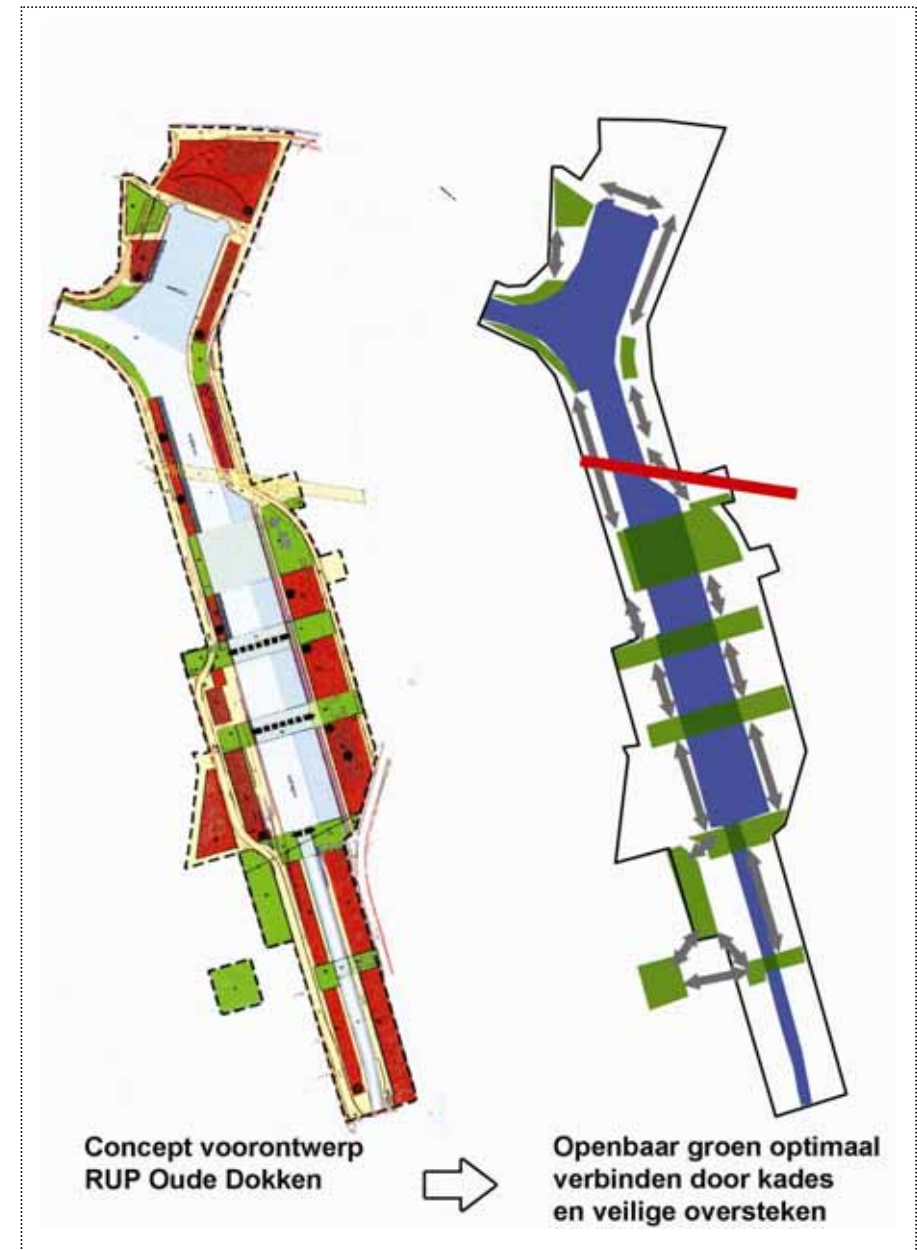 Concept voorontwerp
RUP Oude Dokken
Openbaar groen optimaal
verbinden door kades
en veilige oversteken